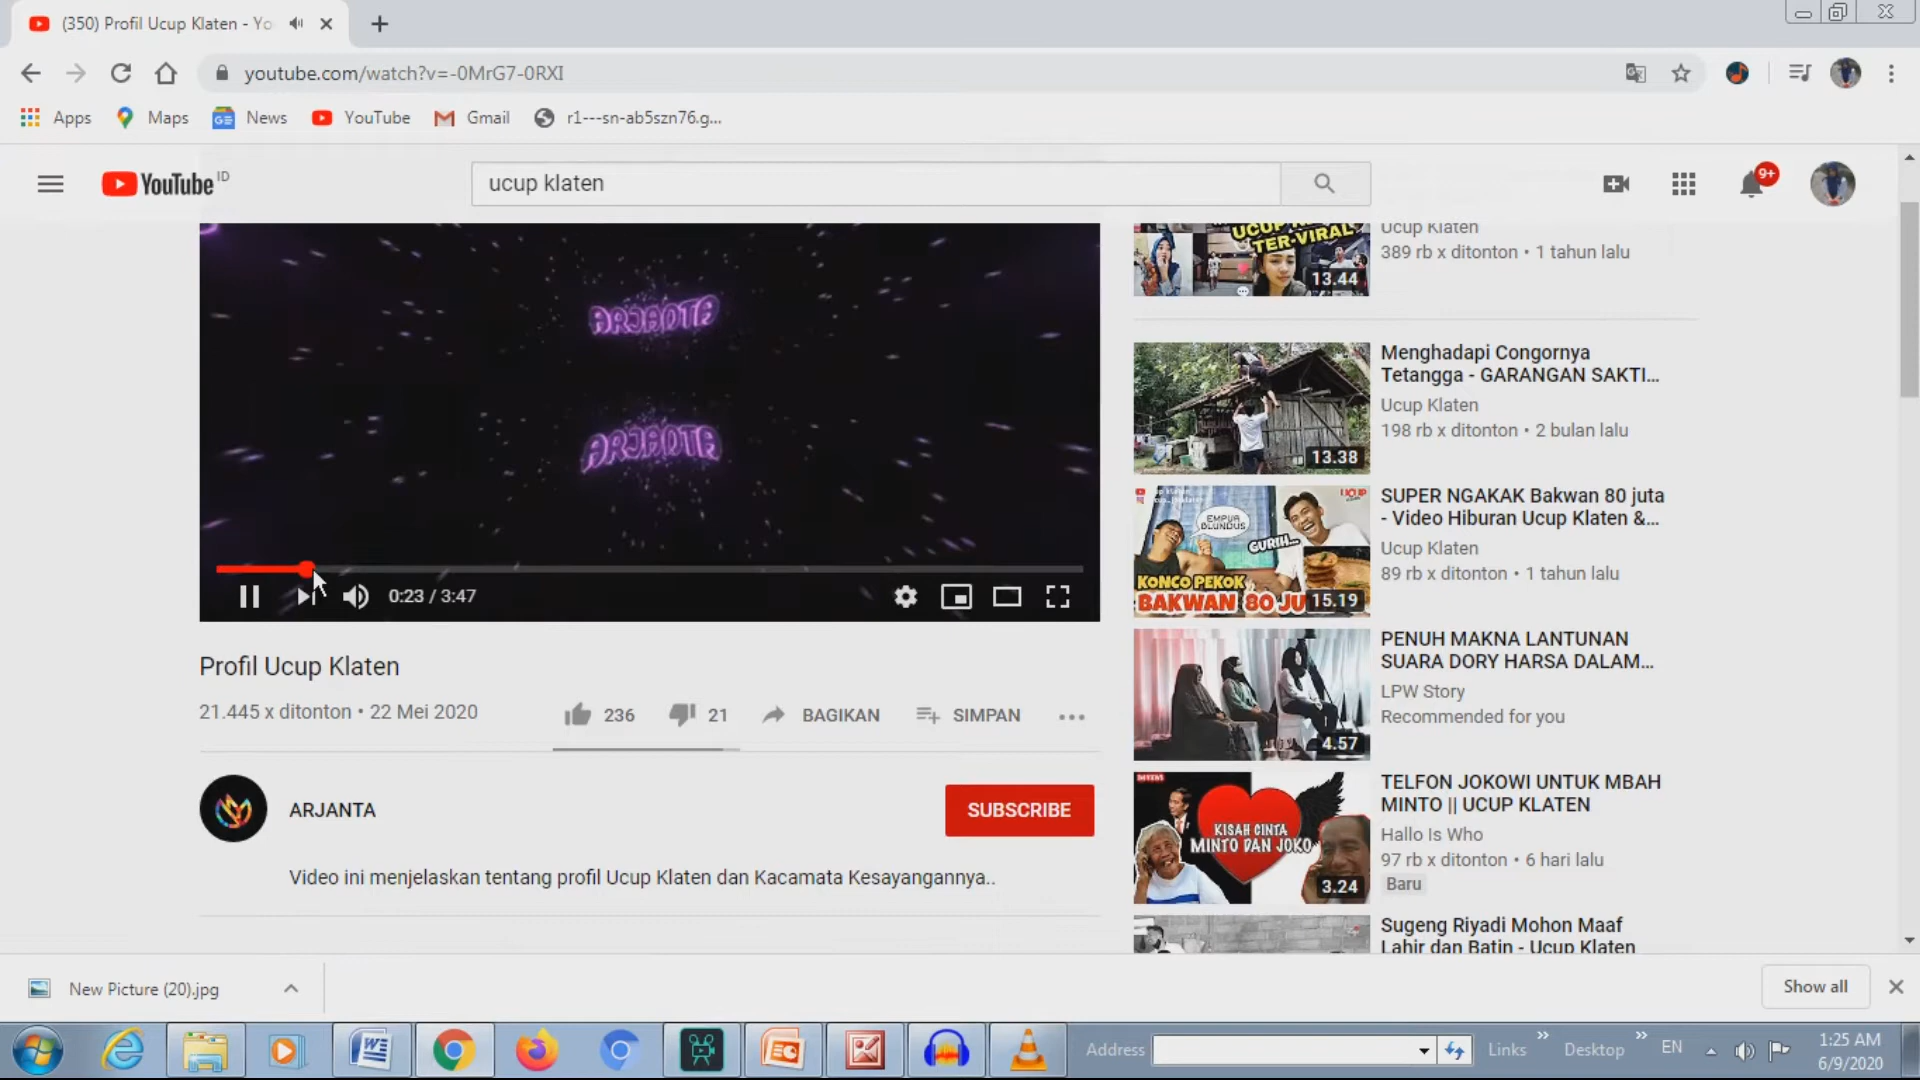 (350) Profil Ucup Klaten - Yo
youtube.com/watch?v=-0MrG7-0RXI
Apps
Maps
News
YouTube
Gmail
r1---sn-ab5szn76.g...
YouTube ID
ucup klaten
9+
UCUP
TER-VIRAL
13.44
Ucup Klaten
389 rb x ditonton • 1 tahun lalu
ARJANTA
ARJANTA
0:23 / 3:47
Menghadapi Congornya
Tetangga - GARANGAN SAKTI...
Ucup Klaten
198 rb x ditonton • 2 bulan lalu
13.38
SUPER NGAKAK Bakwan 80 juta
- Video Hiburan Ucup Klaten &...
Ucup Klaten
89 rb x ditonton • 1 tahun lalu
EMPUR
BLUNDUS
GURIH...
KONCO PEKOK
BAKWAN 80 JU
15.19
PENUH MAKNA LANTUNAN
SUARA DORY HARSA DALAM...
LPW Story
Recommended for you
4.57
TELFON JOKOWI UNTUK MBAH
MINTO || UCUP KLATEN
Hallo Is Who
97 rb x ditonton • 6 hari lalu
Baru
KISAH CINTA
MINTO DAN JOKO
3.24
Sugeng Riyadi Mohon Maaf
Lahir dan Batin - Ucup Klaten
Profil Ucup Klaten
21.445 x ditonton • 22 Mei 2020
236
21
BAGIKAN
SIMPAN
ARJANTA
SUBSCRIBE
Video ini menjelaskan tentang profil Ucup Klaten dan Kacamata Kesayangannya..
New Picture (20).jpg
Show all
Address
Links
Desktop
EN
1:25 AM
6/9/2020